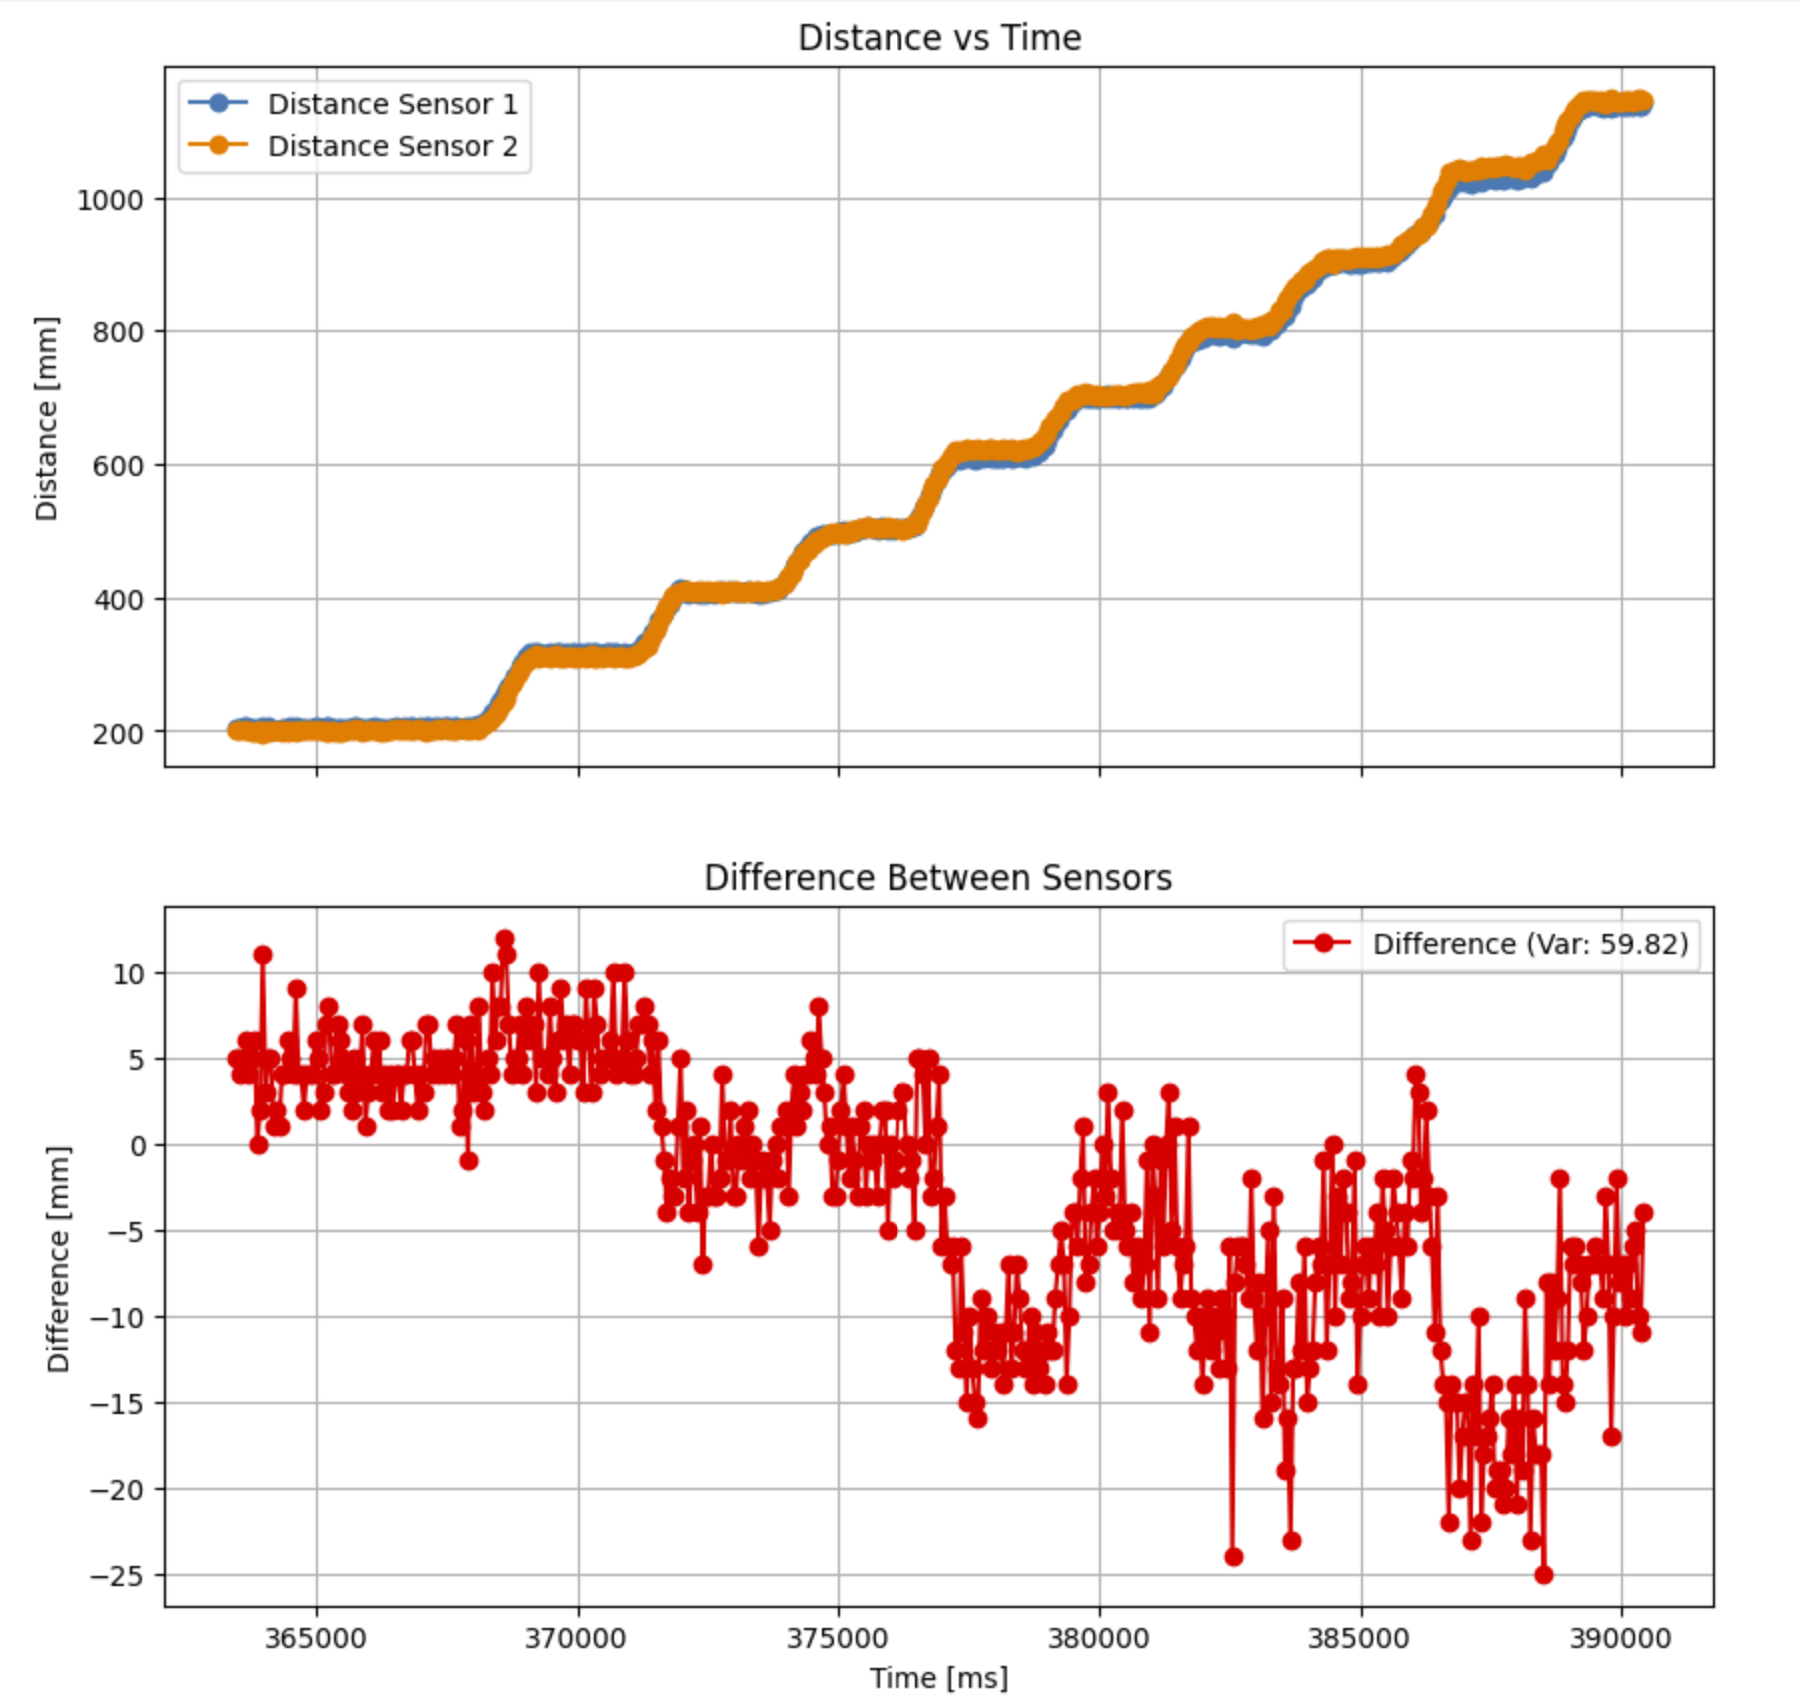 Distance vs Time
Distance Sensor 1
Distance Sensor 2
Distance [mm]
1000
800
600
400
200
Difference Between Sensors
Difference (Var: 59.82)
Difference [mm]
10
5
0
−5
−10
−15
−20
−25
365000 370000 375000 380000 385000 390000
Time [ms]